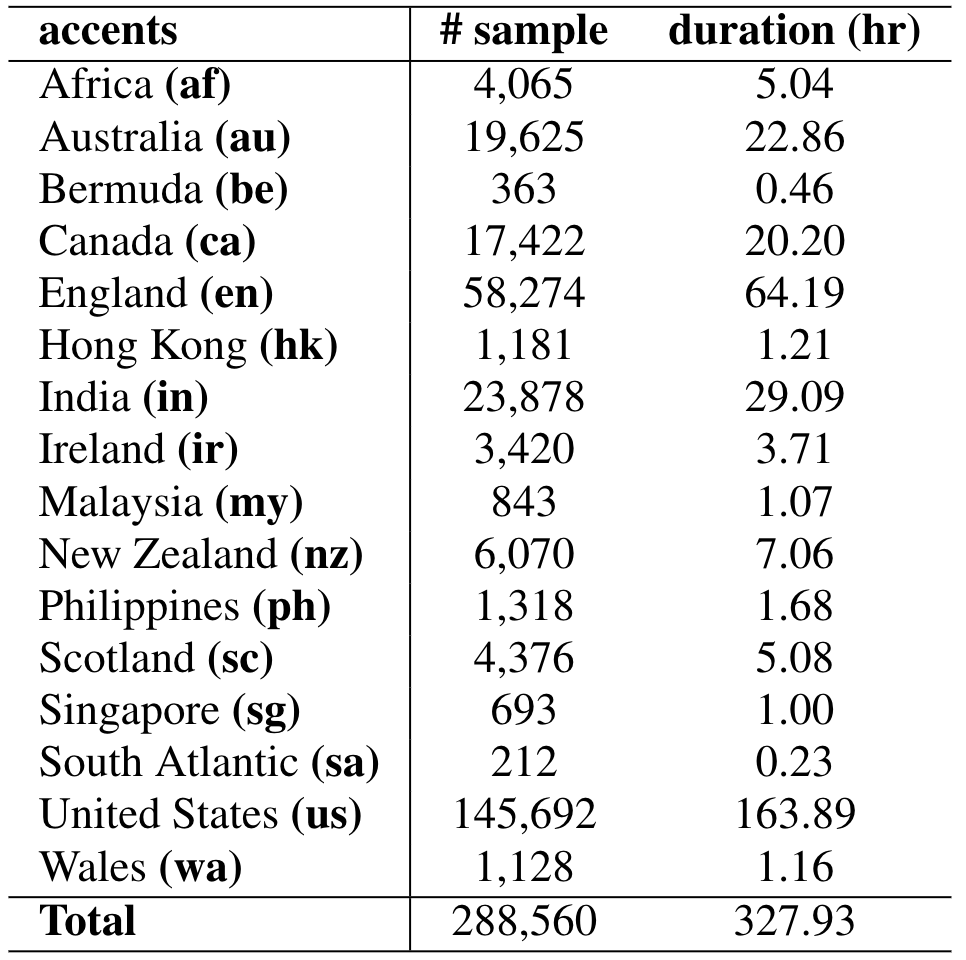 accents # sample duration (hr)
Africa (af) 4,065 5.04
Australia (au) 19,625 22.86
Bermuda (be) 363 0.46
Canada (ca) 17,422 20.20
England (en) 58,274 64.19
Hong Kong (hk) 1,181 1.21
India (in) 23,878 29.09
Ireland (ir) 3,420 3.71
Malaysia (my) 843 1.07
New Zealand (nz) 6,070 7.06
Philippines (ph) 1,318 1.68
Scotland (sc) 4,376 5.08
Singapore (sg) 693 1.00
South Atlantic (sa) 212 0.23
United States (us) 145,692 163.89
Wales (wa) 1,128 1.16
Total 288,560 327.93